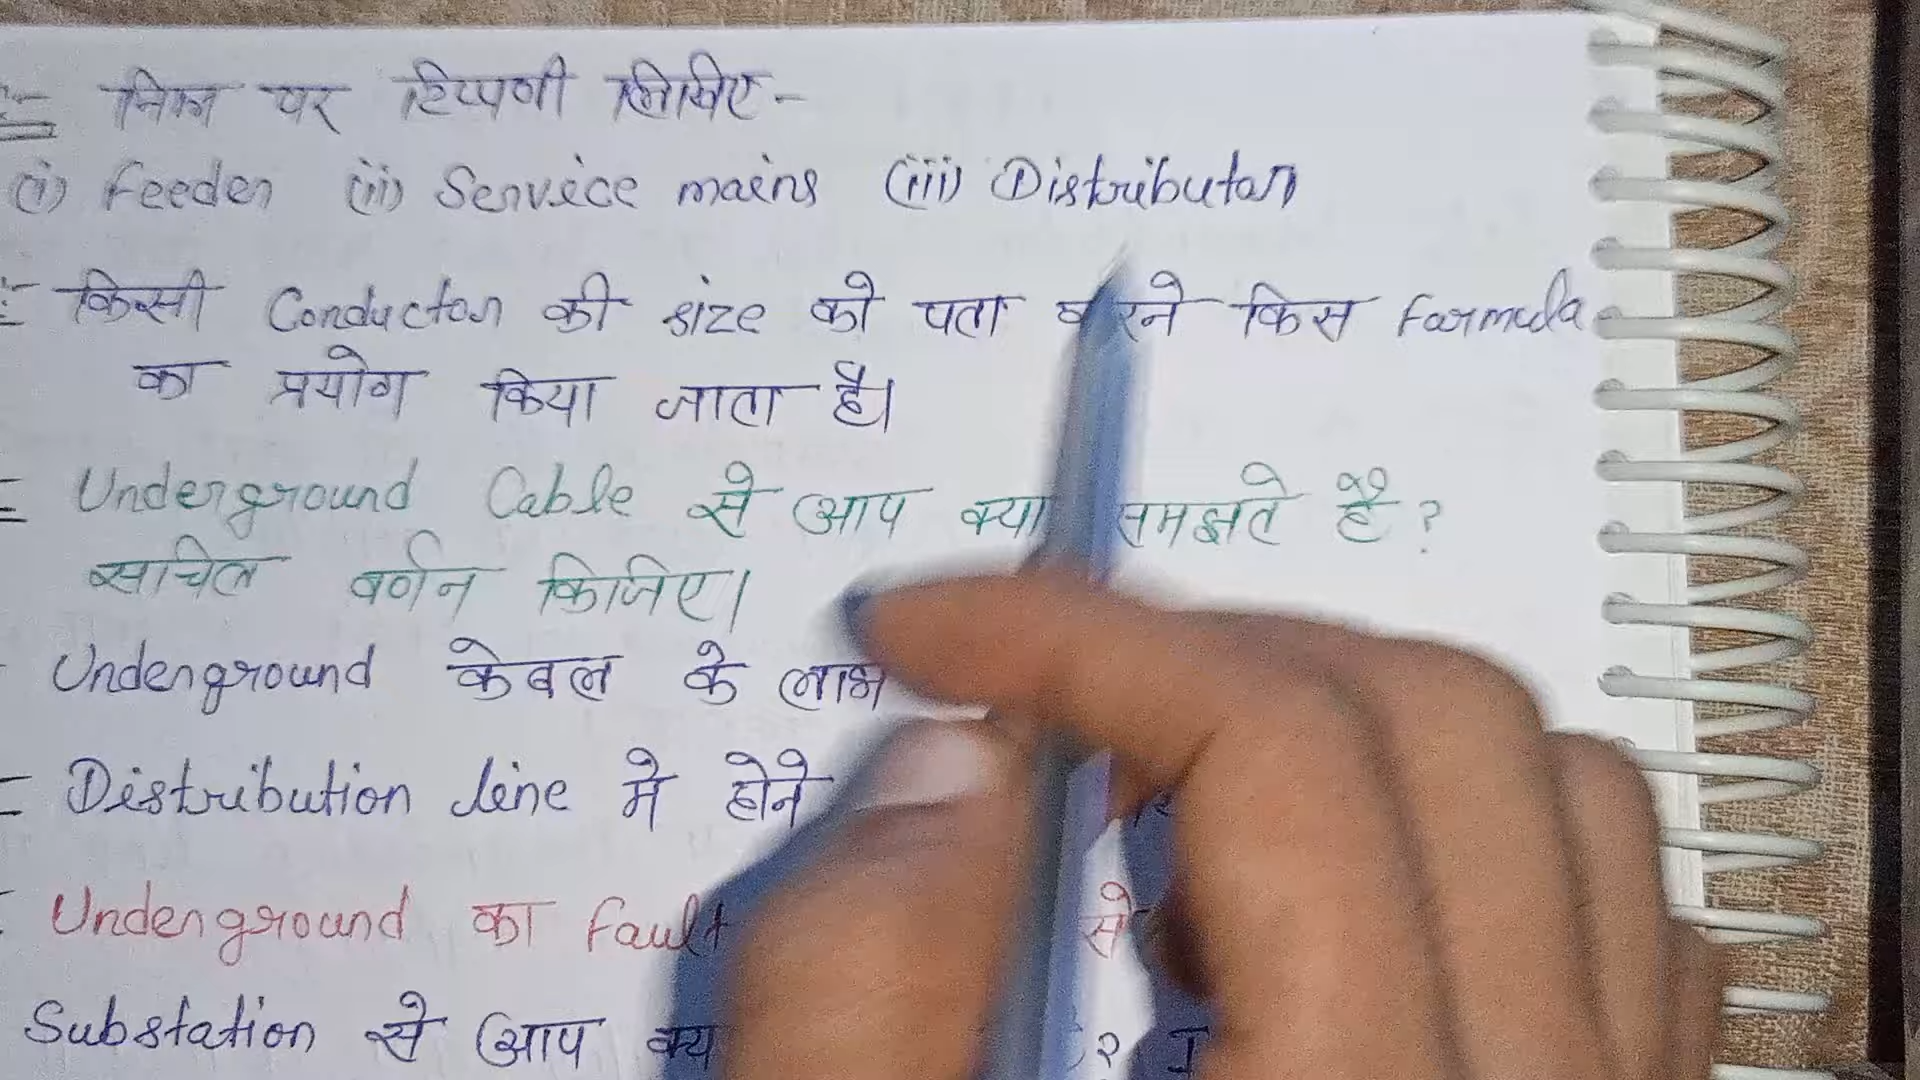 निम्न पर टिप्पणी लिखिए-
(i) Feeder (ii) Service mains (iii) Distributor
किसी Conductor की size को पता करने किस formula
का प्रयोग किया जाता है।
Underground Cable से आप क्या समझते है?
सचित्र वर्णन किजिए।
Underground केबल के लाभ
Distribution line मे होने
Underground का fault से
Substation से आप